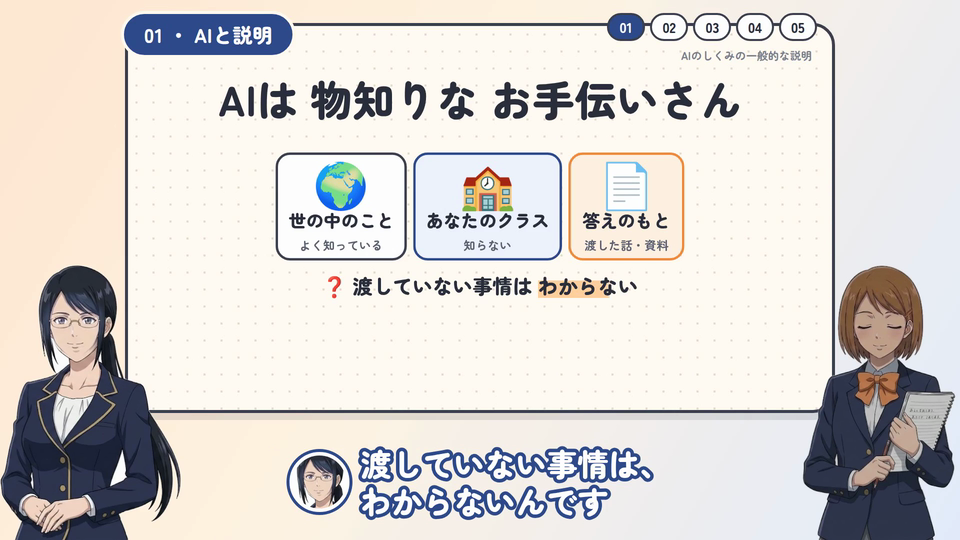 01 ・ AIと説明
01 02 03 04 05
AIのしくみの一般的な説明
AIは 物知りな お手伝いさん
世の中のこと
よく知っている
あなたのクラス
知らない
答えのもと
渡した話・資料
❓ 渡していない事情は わからない
渡していない事情は、
わからないんです